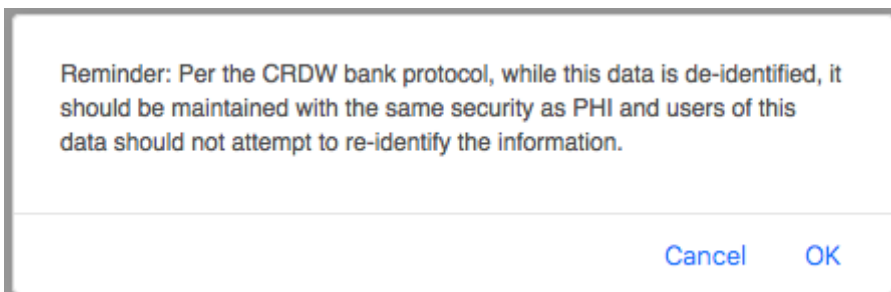 Reminder: Per the CRDW bank protocol, while this data is de-identified, it
should be maintained with the same security as PHI and users of this
data should not attempt to re-identify the information.
Cancel OK